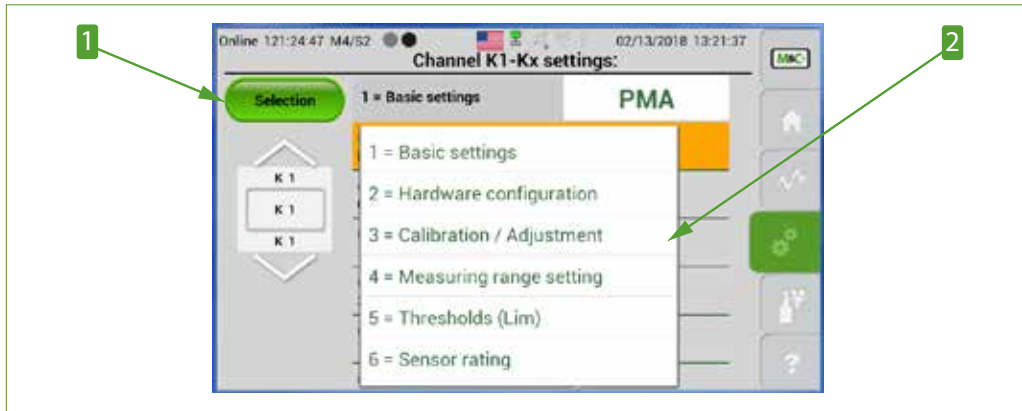 1
2
Online 121:24:47 M4/S2 02/13/2018 13:21:37
Channel K1-Kx settings:
M&C
Selection
1 = Basic settings
PMA
K 1
K 1
K 1
1 = Basic settings
2 = Hardware configuration
3 = Calibration / Adjustment
4 = Measuring range setting
5 = Thresholds (Lim)
6 = Sensor rating
?